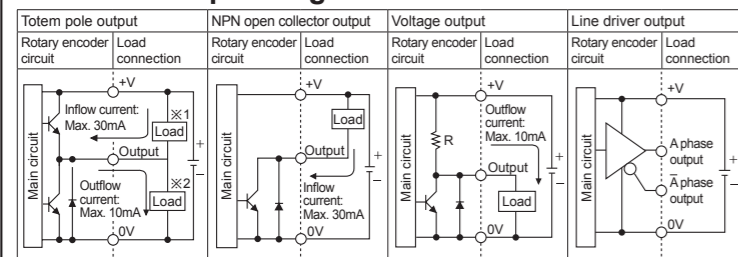 Totem pole output
NPN open collector output
Voltage output
Line driver output
Rotary encoder circuit
Load connection
Rotary encoder circuit
Load connection
Rotary encoder circuit
Load connection
Rotary encoder circuit
Load connection
Main circuit
+V
Inflow current:
Max. 30mA
※1
Load
Output
Outflow
current:
Max. 10mA
※2
Load
0V
+
−
Main circuit
+V
Load
Output
Inflow
current:
Max. 30mA
0V
+
−
Main circuit
+V
R
Outflow
current:
Max. 10mA
Output
Load
0V
+
−
Main circuit
+V
A phase
output
A̅ phase
output
0V
+
−